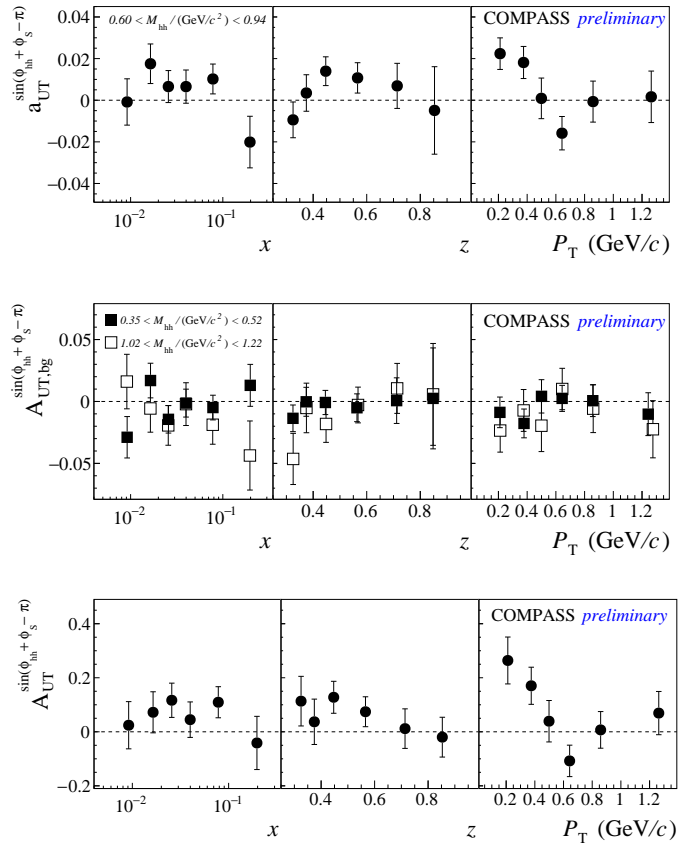 0.60 < M_hh / (GeV/c²) < 0.94
COMPASS preliminary
a_UT^sin(ϕ_hh + ϕ_S − π)
0.04
0.02
0
−0.02
−0.04
10⁻² 10⁻¹ 0.4 0.6 0.8 0.2 0.4 0.6 0.8 1 1.2
x z P_T (GeV/c)
0.35 < M_hh / (GeV/c²) < 0.52
1.02 < M_hh / (GeV/c²) < 1.22
COMPASS preliminary
A_UT,bg^sin(ϕ_hh + ϕ_S − π)
0.05
0
−0.05
10⁻² 10⁻¹ 0.4 0.6 0.8 0.2 0.4 0.6 0.8 1 1.2
x z P_T (GeV/c)
COMPASS preliminary
A_UT^sin(ϕ_hh + ϕ_S − π)
0.4
0.2
0
−0.2
10⁻² 10⁻¹ 0.4 0.6 0.8 0.2 0.4 0.6 0.8 1 1.2
x z P_T (GeV/c)